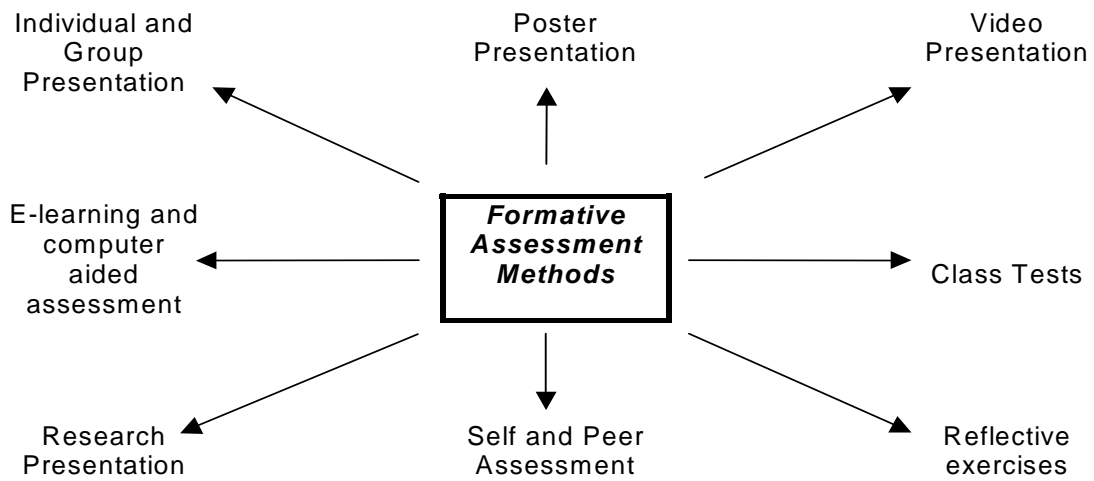 Individual and
Group
Presentation
Poster
Presentation
Video
Presentation
E-learning and
computer
aided
assessment
Formative
Assessment
Methods
Class Tests
Research
Presentation
Self and Peer
Assessment
Reflective
exercises